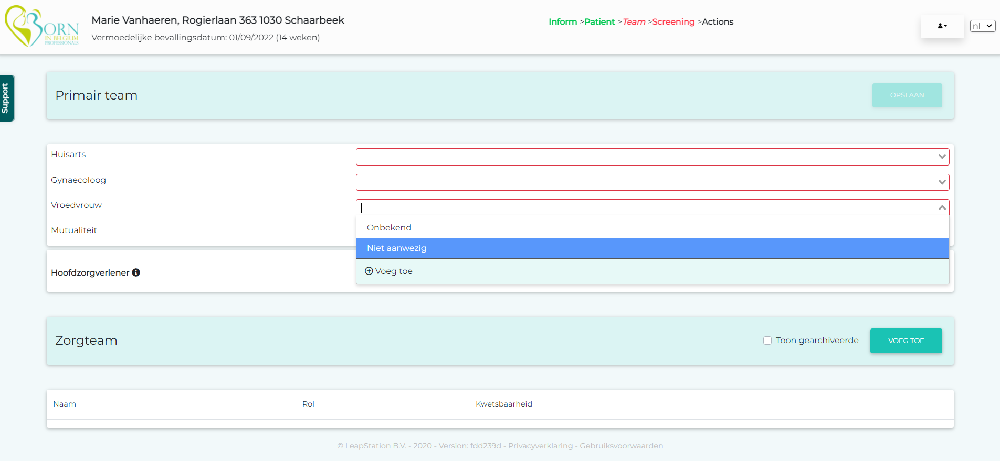 BORN
IN BELGIUM
PROFESSIONALS
Marie Vanhaeren, Rogierlaan 363 1030 Schaarbeek
Vermoedelijke bevallingsdatum: 01/09/2022 (14 weken)
Inform >Patient >Team >Screening >Actions
nl
Support
Primair team
OPSLAAN
Huisarts
Gynaecoloog
Vroedvrouw
Onbekend
Mutualiteit
Niet aanwezig
Voeg toe
Hoofdzorgverlener
Zorgteam
Toon gearchiveerde
VOEG TOE
Naam Rol Kwetsbaarheid
© LeapStation B.V. - 2020 - Version: fdd239d - Privacyverklaring - Gebruiksvoorwaarden